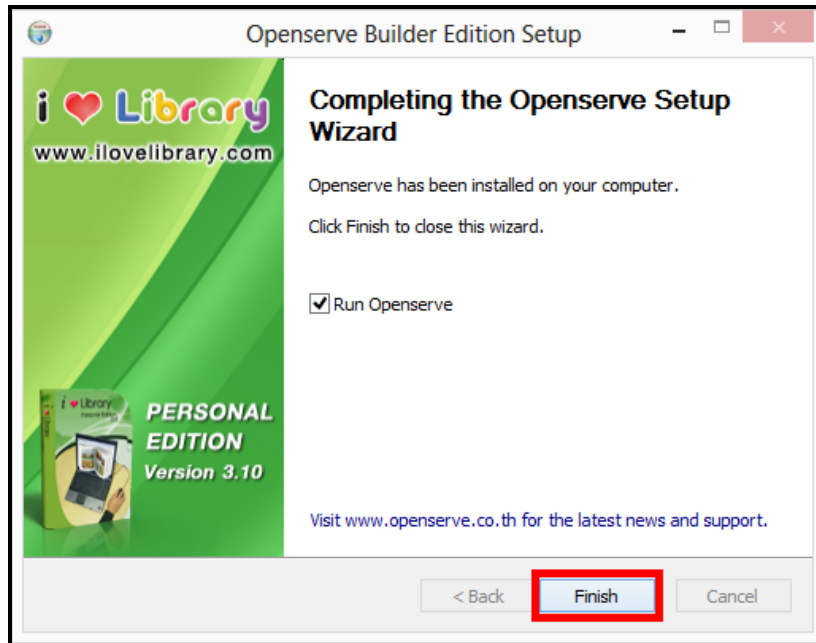 Openserve Builder Edition Setup
i ❤ Library
www.ilovelibrary.com
Completing the Openserve Setup
Wizard
Openserve has been installed on your computer.
Click Finish to close this wizard.
Run Openserve
i ❤ Library
PERSONAL
EDITION
Version 3.10
Visit www.openserve.co.th for the latest news and support.
< Back
Finish
Cancel